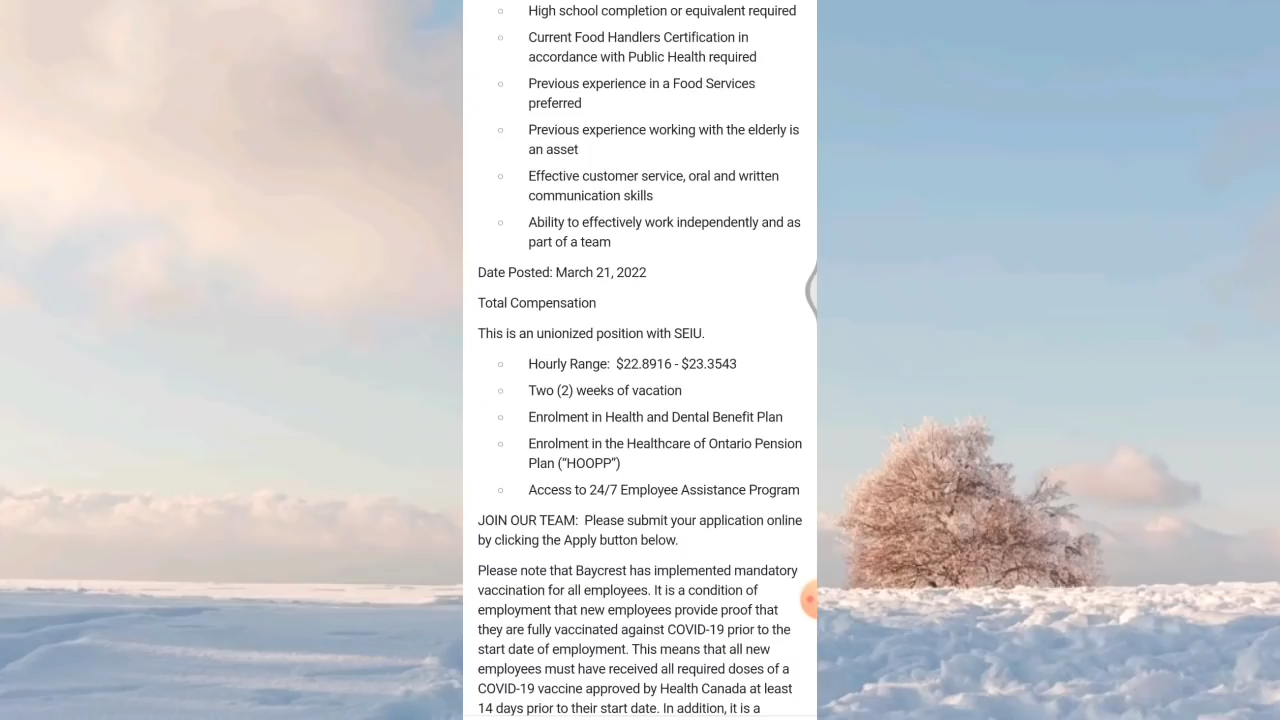 High school completion or equivalent required
Current Food Handlers Certification in
accordance with Public Health required
Previous experience in a Food Services
preferred
Previous experience working with the elderly is
an asset
Effective customer service, oral and written
communication skills
Ability to effectively work independently and as
part of a team
Date Posted: March 21, 2022
Total Compensation
This is an unionized position with SEIU.
Hourly Range:  $22.8916 - $23.3543
Two (2) weeks of vacation
Enrolment in Health and Dental Benefit Plan
Enrolment in the Healthcare of Ontario Pension
Plan (“HOOPP”)
Access to 24/7 Employee Assistance Program
JOIN OUR TEAM:  Please submit your application online
by clicking the Apply button below.
Please note that Baycrest has implemented mandatory
vaccination for all employees. It is a condition of
employment that new employees provide proof that
they are fully vaccinated against COVID-19 prior to the
start date of employment. This means that all new
employees must have received all required doses of a
COVID-19 vaccine approved by Health Canada at least
14 days prior to their start date. In addition, it is a